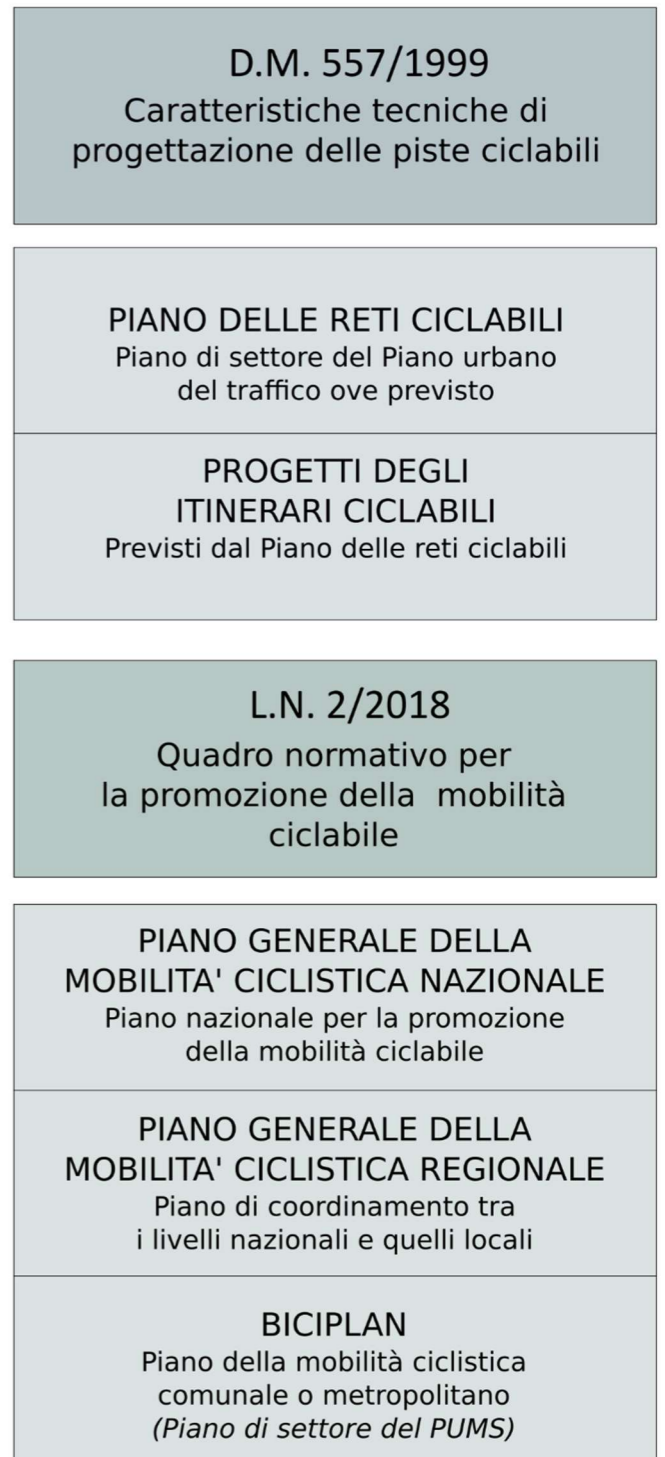 D.M. 557/1999
Caratteristiche tecniche di
progettazione delle piste ciclabili
PIANO DELLE RETI CICLABILI
Piano di settore del Piano urbano
del traffico ove previsto
PROGETTI DEGLI
ITINERARI CICLABILI
Previsti dal Piano delle reti ciclabili
L.N. 2/2018
Quadro normativo per
la promozione della  mobilità
ciclabile
PIANO GENERALE DELLA
MOBILITA' CICLISTICA NAZIONALE
Piano nazionale per la promozione
della mobilità ciclabile
PIANO GENERALE DELLA
MOBILITA' CICLISTICA REGIONALE
Piano di coordinamento tra
i livelli nazionali e quelli locali
BICIPLAN
Piano della mobilità ciclistica
comunale o metropolitano
(Piano di settore del PUMS)